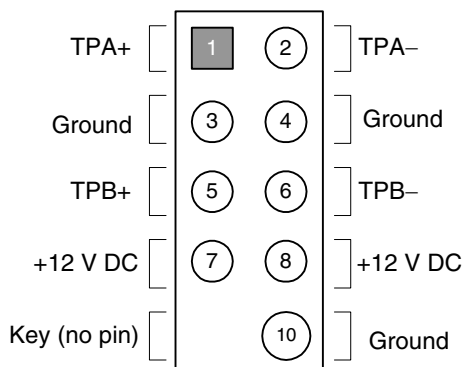 TPA+ 1 2 TPA−
Ground 3 4 Ground
TPB+ 5 6 TPB−
+12 V DC 7 8 +12 V DC
Key (no pin) 10 Ground